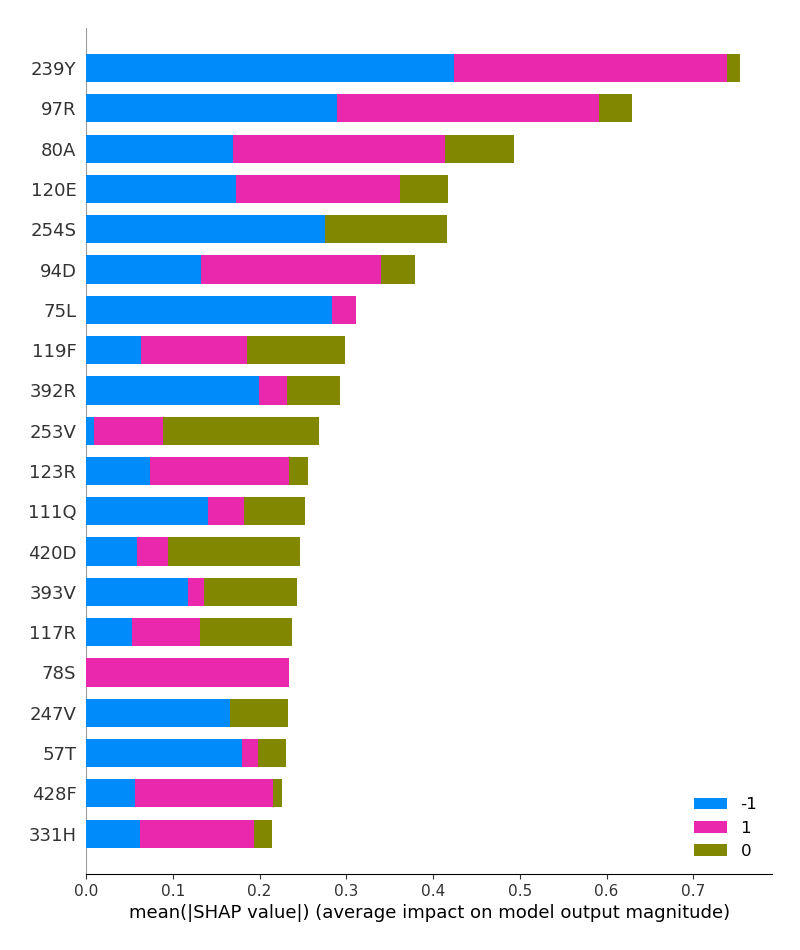 239Y
97R
80A
120E
254S
94D
75L
119F
392R
253V
123R
111Q
420D
393V
117R
78S
247V
57T
428F
331H
-1
1
0
0.0 0.1 0.2 0.3 0.4 0.5 0.6 0.7
mean(|SHAP value|) (average impact on model output magnitude)